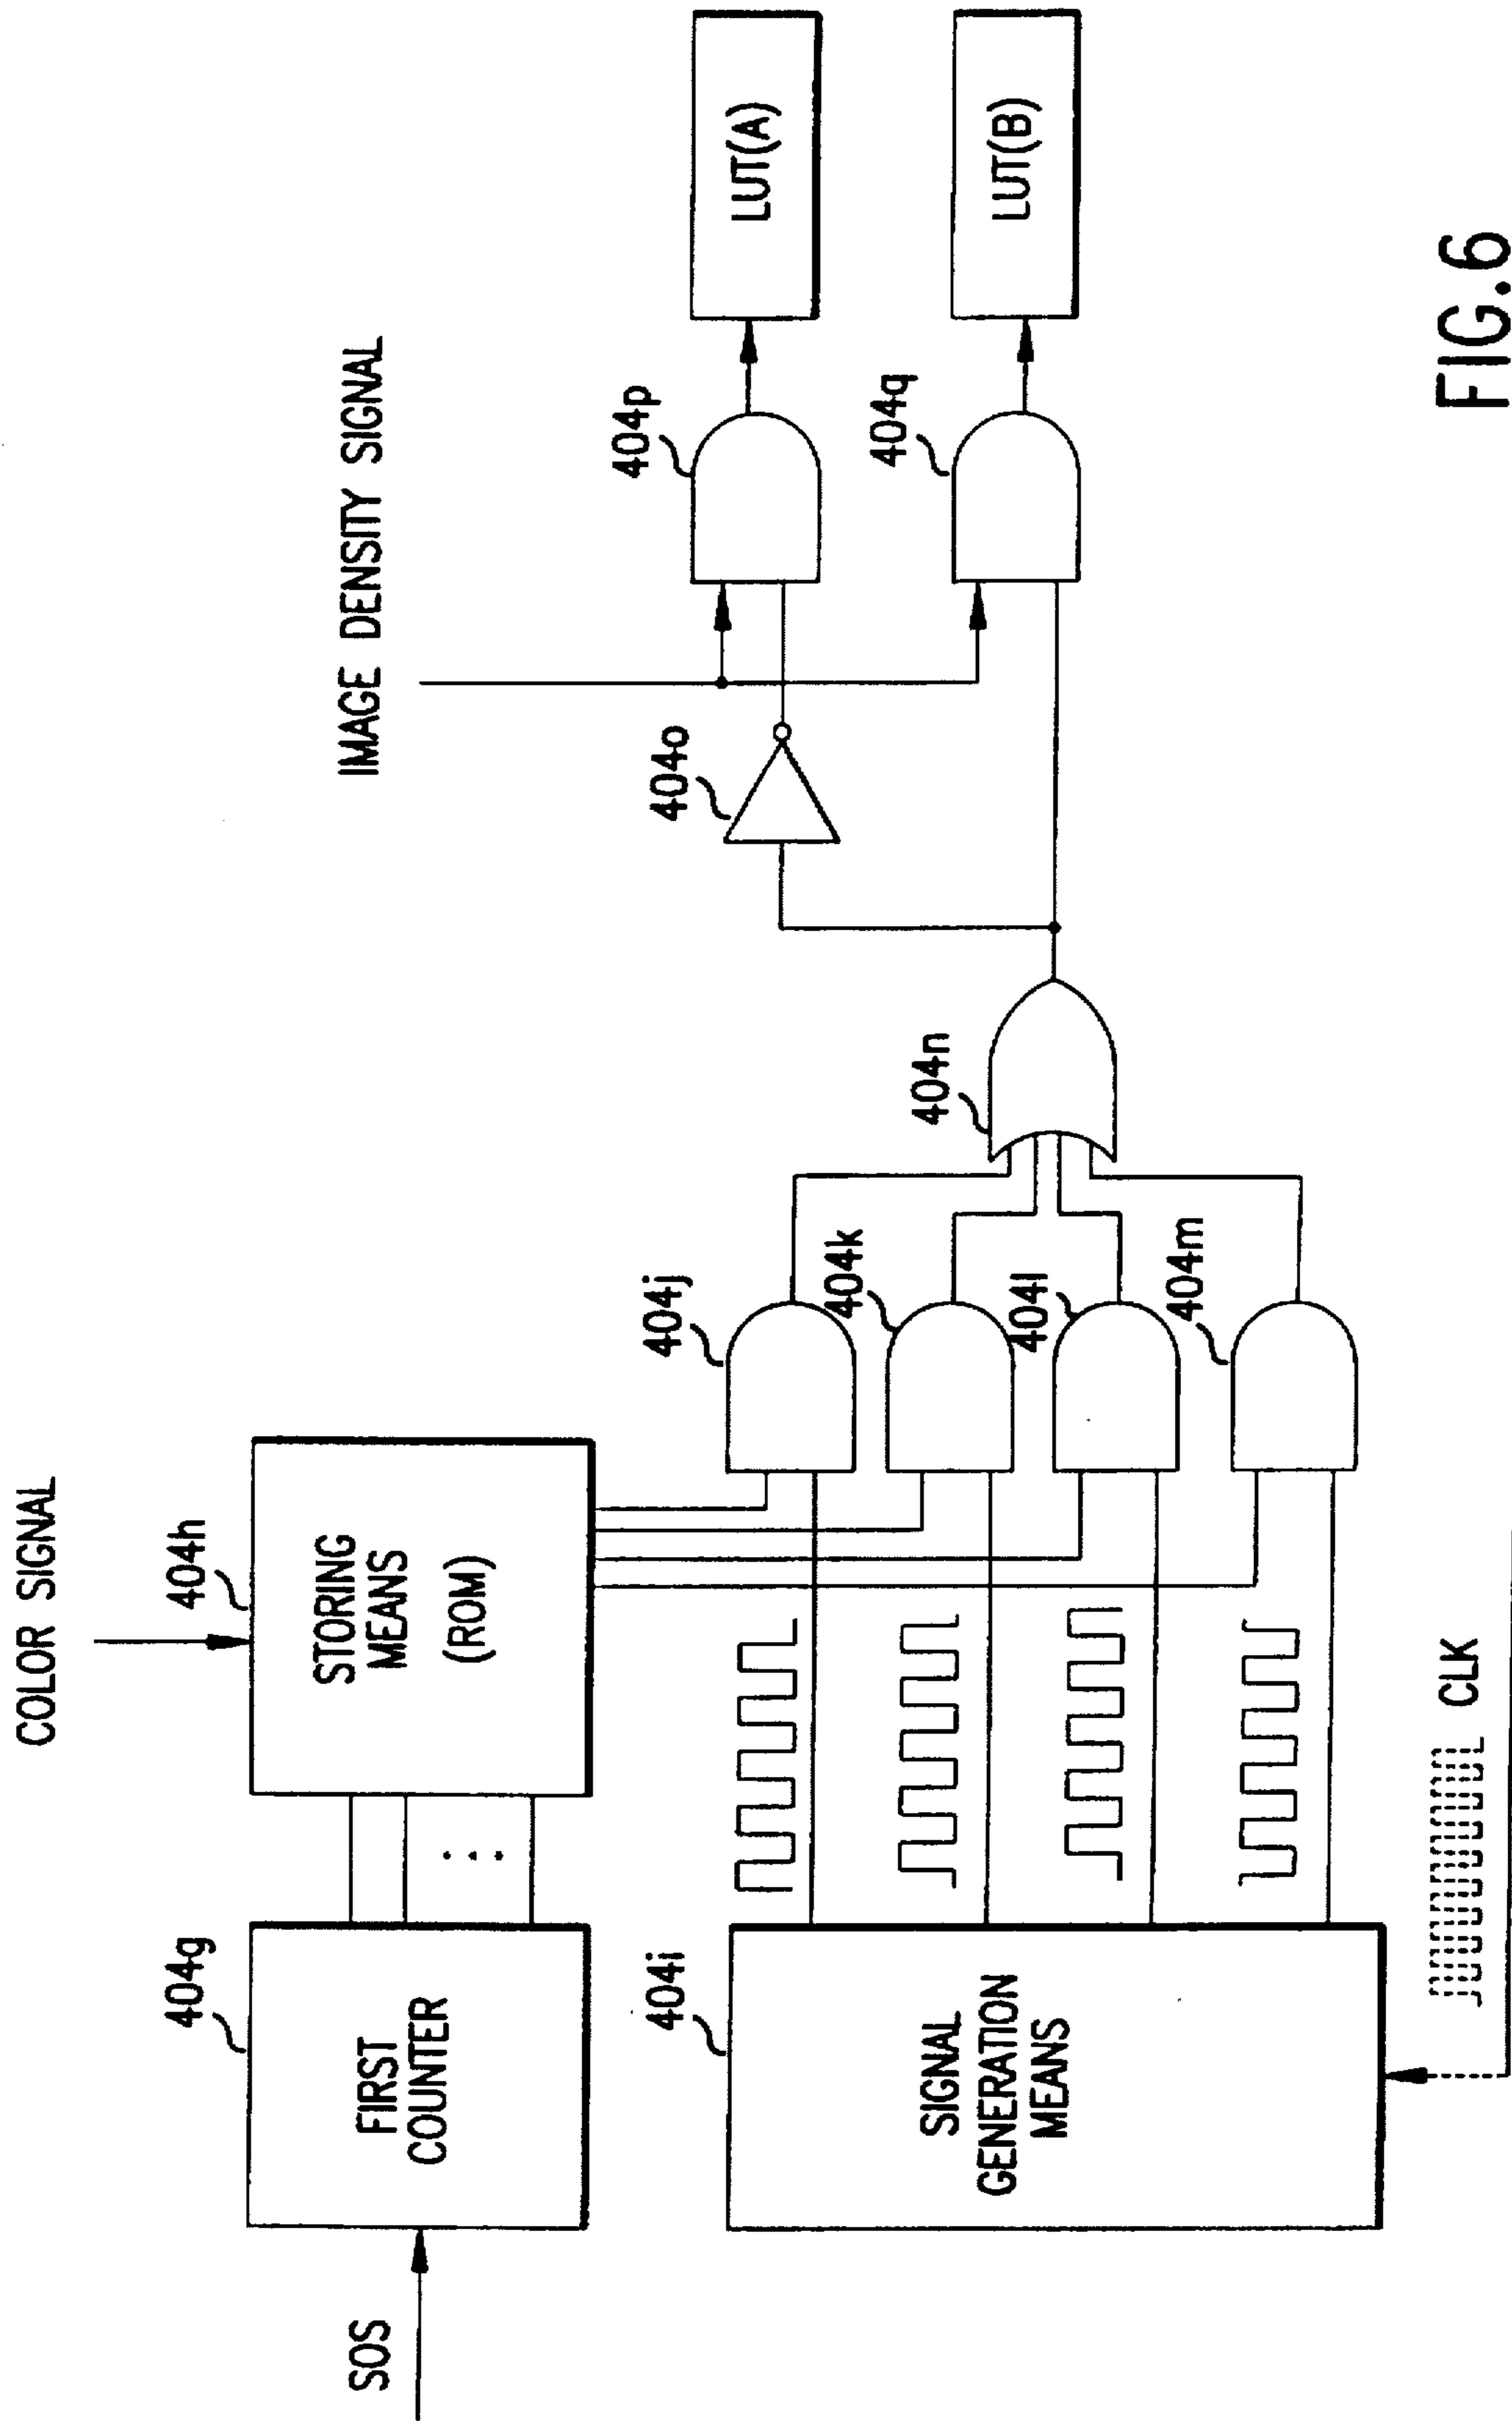 COLOR SIGNAL
SOS
404g
FIRST
COUNTER
404h
STORING
MEANS
(ROM)
404i
SIGNAL
GENERATION
MEANS
CLK
404j
404k
404l
404m
404n
404o
IMAGE DENSITY SIGNAL
404p
404q
LUT(A)
LUT(B)
FIG.6